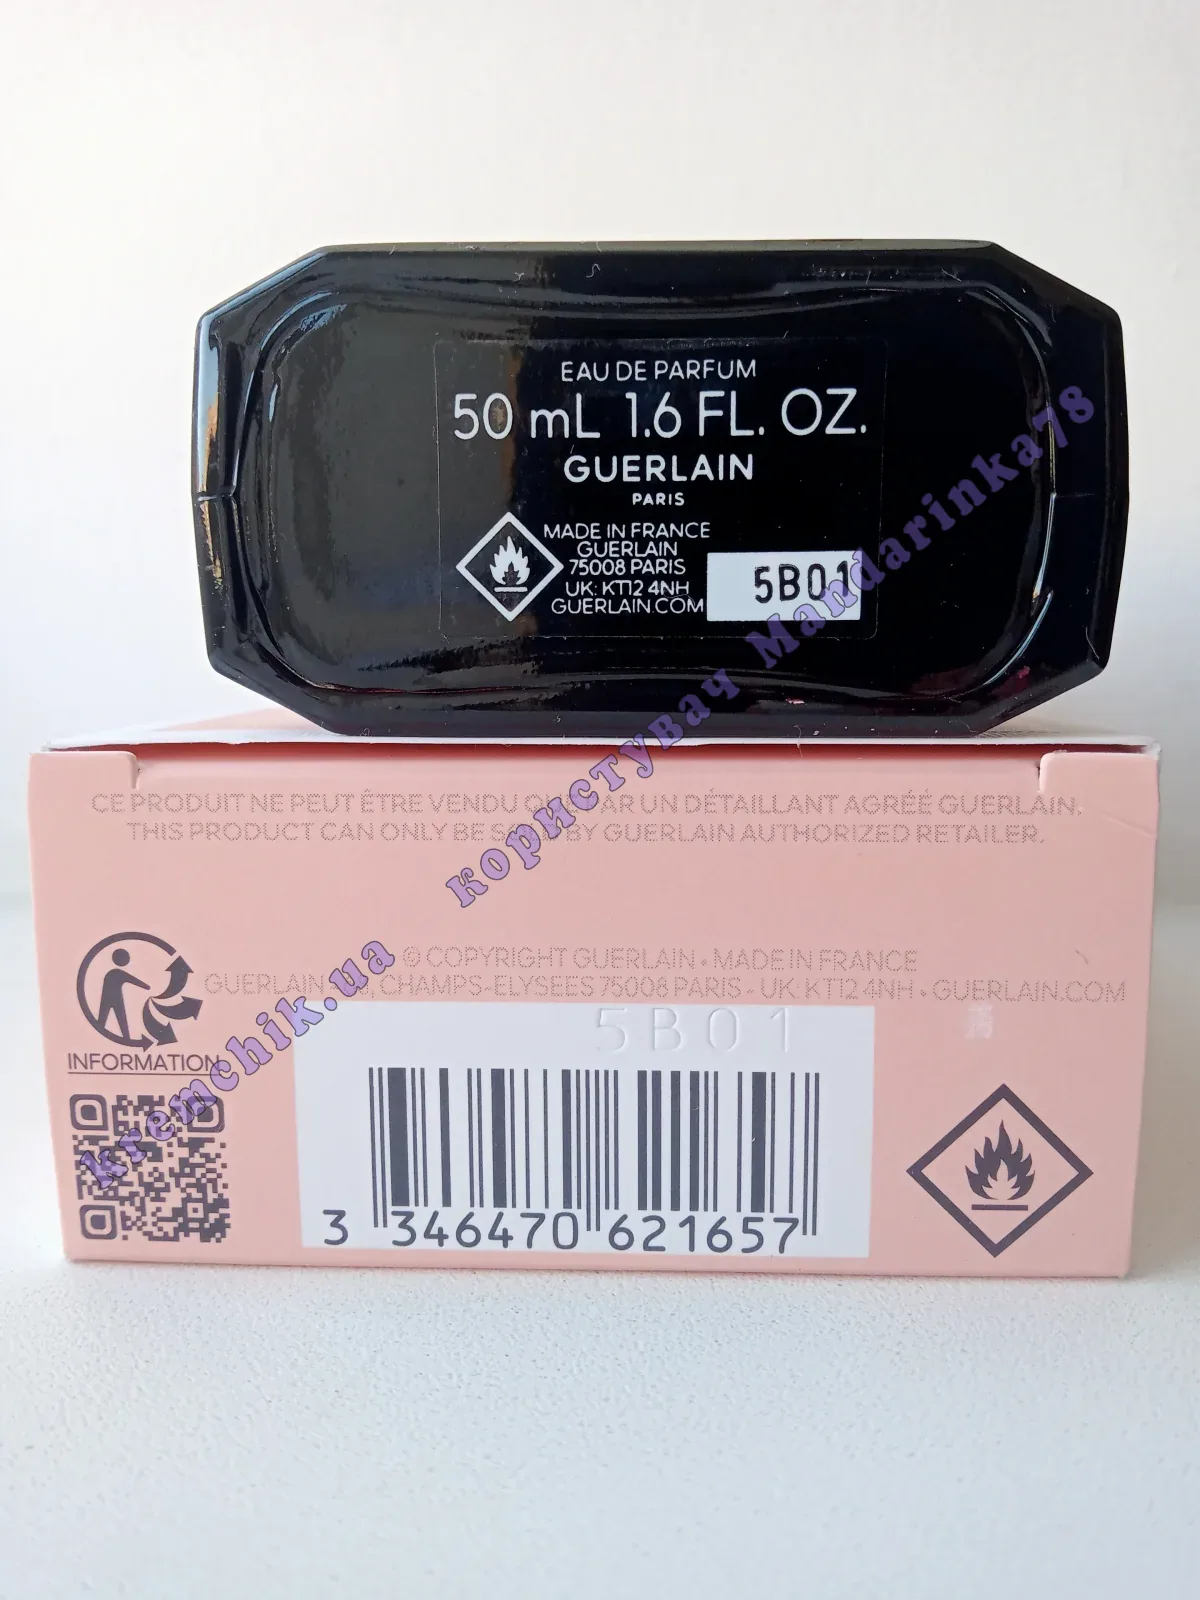 EAU DE PARFUM
50 mL 1.6 FL. OZ.
GUERLAIN
PARIS
MADE IN FRANCE
GUERLAIN
75008 PARIS
UK: KT12 4NH
GUERLAIN.COM
5B01
CE PRODUIT NE PEUT ÊTRE VENDU QUE PAR UN DÉTAILLANT AGRÉÉ GUERLAIN.
THIS PRODUCT CAN ONLY BE SOLD BY GUERLAIN AUTHORIZED RETAILER.
© COPYRIGHT GUERLAIN • MADE IN FRANCE
GUERLAIN CHAMPS-ELYSEES 75008 PARIS - UK: KT12 4NH • GUERLAIN.COM
INFORMATION
5B01
3 346470 621657
kremchik.ua користувач Mandarinka78